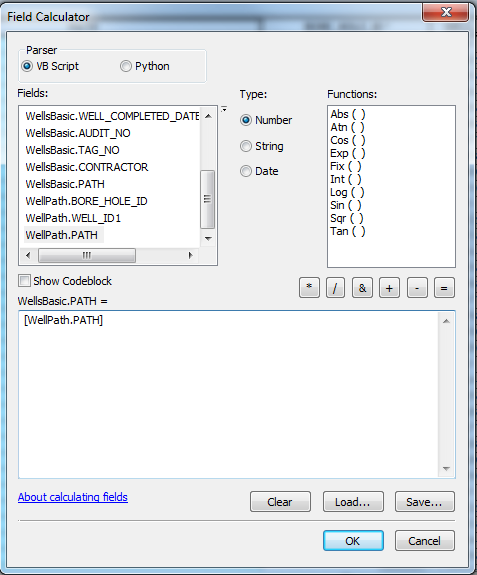 Field Calculator
Parser
VB Script Python
Fields: Type: Functions:
WellsBasic.WELL_COMPLETED_DATE
WellsBasic.AUDIT_NO
WellsBasic.TAG_NO
WellsBasic.CONTRACTOR
WellsBasic.PATH
WellPath.BORE_HOLE_ID
WellPath.WELL_ID1
WellPath.PATH
Number
String
Date
Abs ( )
Atn ( )
Cos ( )
Exp ( )
Fix ( )
Int ( )
Log ( )
Sin ( )
Sqr ( )
Tan ( )
Show Codeblock
* / & + - =
WellsBasic.PATH =
[WellPath.PATH]
About calculating fields
Clear Load... Save...
OK Cancel